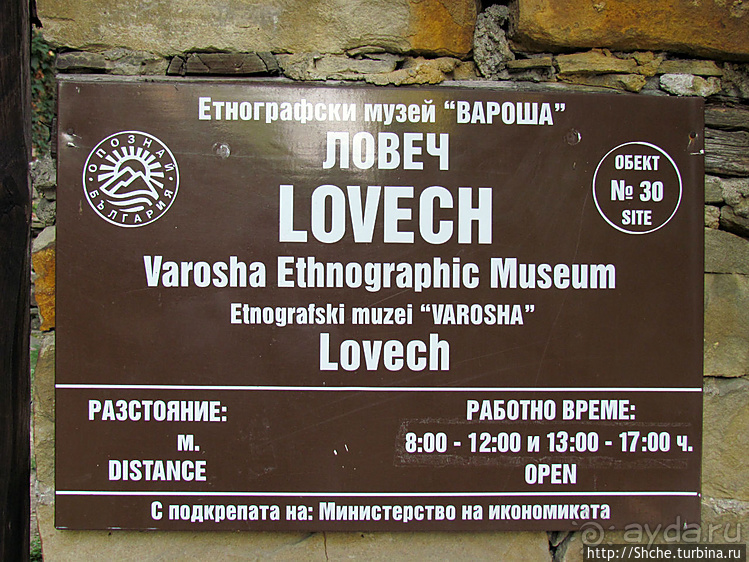 Етнографски музей “ВАРОША”
ЛОВЕЧ
LOVECH
Varosha Ethnographic Museum
Etnografski muzei “VAROSHA”
Lovech
ОПОЗНАЙ БЪЛГАРИЯ
ОБЕКТ
№ 30
SITE
РАЗСТОЯНИЕ:
м.
DISTANCE
РАБОТНО ВРЕМЕ:
8:00 - 12:00 и 13:00 - 17:00 ч.
OPEN
С подкрепата на: Министерство на икономиката
ayda.ru
http://Shche.turbina.ru/